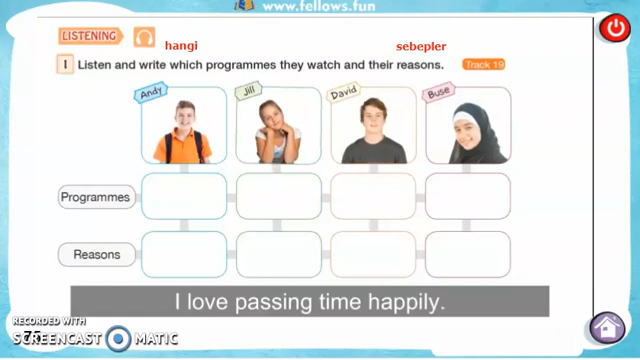 www.fellows.fun
LISTENING
hangi
sebepler
1 Listen and write which programmes they watch and their reasons. Track 19
Andy
Jill
David
Buse
Programmes
Reasons
I love passing time happily.
RECORDED WITH
75
SCREENCAST MATIC